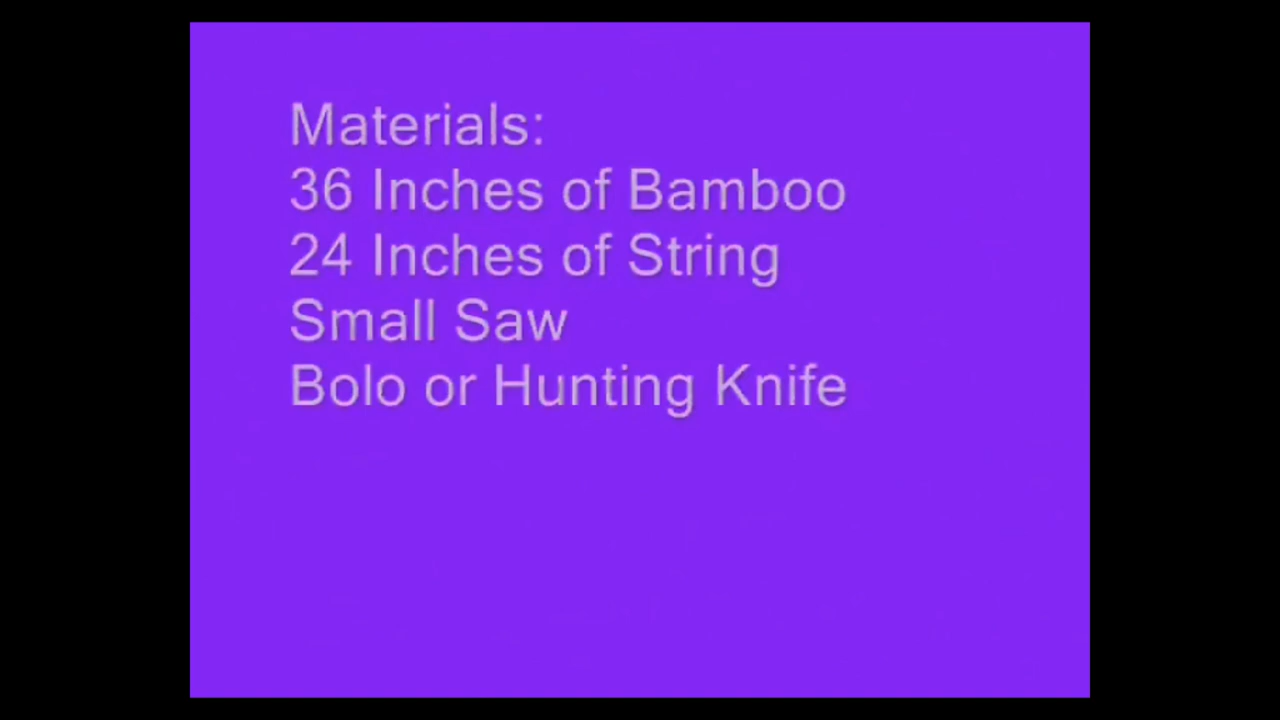 Materials:
36 Inches of Bamboo
24 Inches of String
Small Saw
Bolo or Hunting Knife